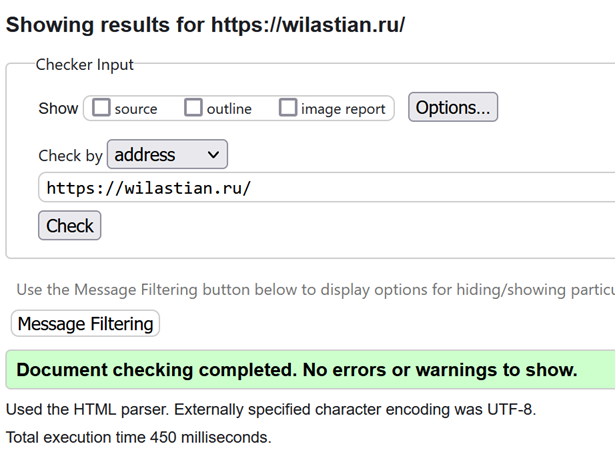 Showing results for https://wilastian.ru/
Checker Input
Show source outline image report Options...
Check by address
https://wilastian.ru/
Check
Use the Message Filtering button below to display options for hiding/showing
Message Filtering
Document checking completed. No errors or warnings to show.
Used the HTML parser. Externally specified character encoding was UTF-8.
Total execution time 450 milliseconds.